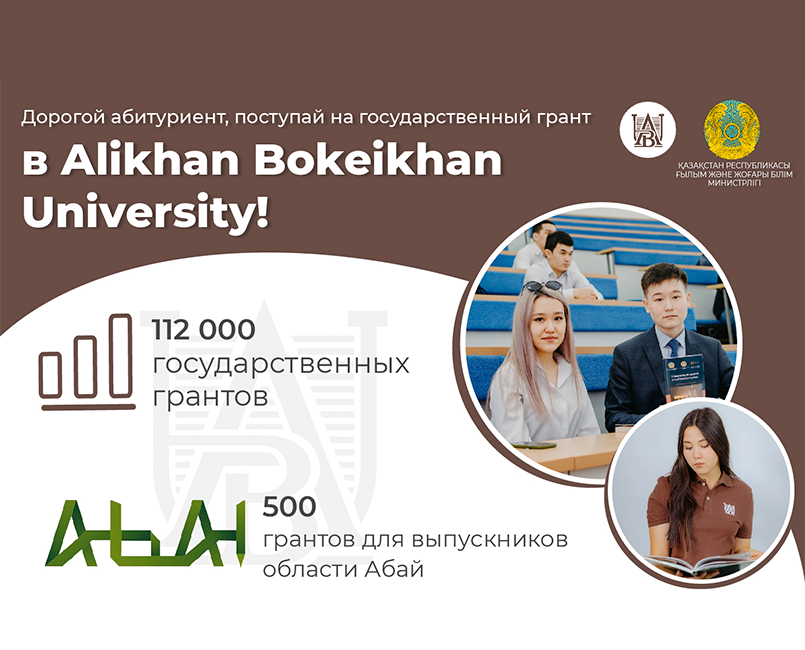 Дорогой абитуриент, поступай на государственный грант
в Alikhan Bokeikhan
University!
ҚАЗАҚСТАН РЕСПУБЛИКАСЫ
ҒЫЛЫМ ЖӘНЕ ЖОҒАРЫ БІЛІМ
МИНИСТРЛІГІ
112 000
государственных
грантов
АБАЙ
500
грантов для выпускников
области Абай